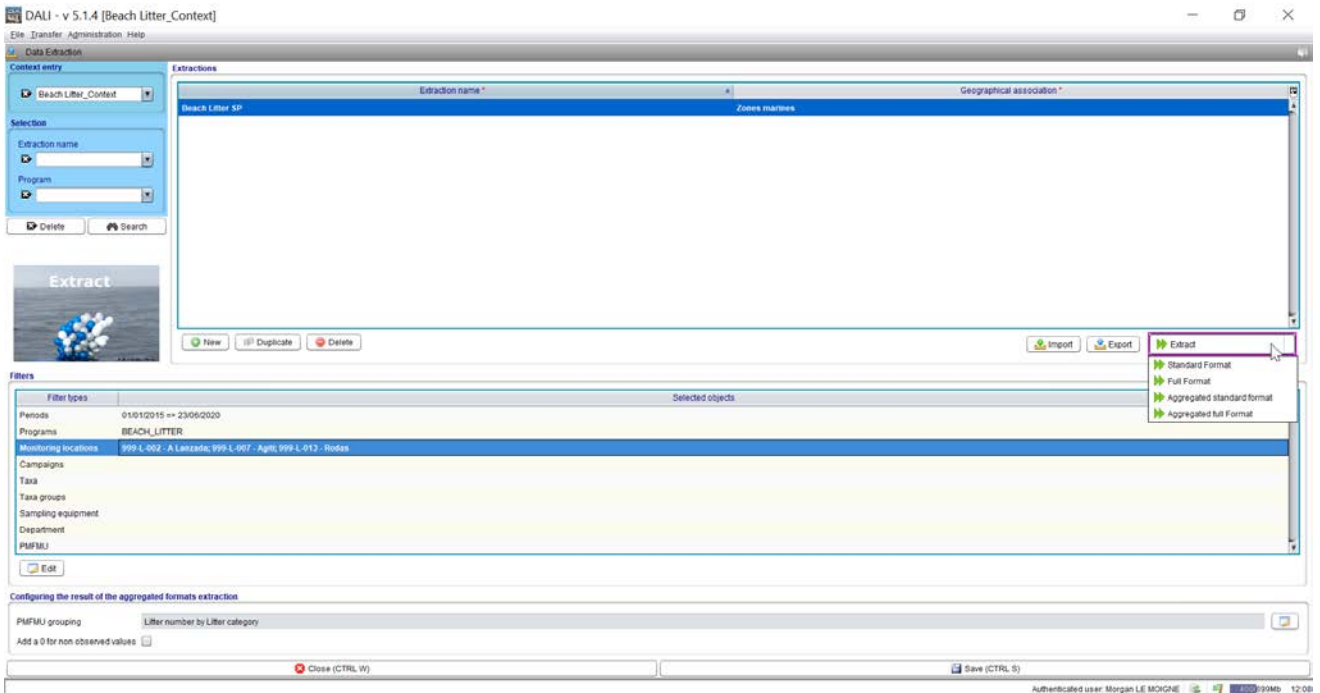 DALI - v 5.1.4 [Beach Litter_Context]
File Transfer Administration Help
Data Extraction
Context entry
Beach Litter_Context
Selection
Extraction name
Program
Delete Search
Extract
Extractions
Extraction name * Geographical association *
Beach Litter SP Zones marines
New Duplicate Delete Import Export Extract
Standard Format
Full Format
Aggregated standard format
Aggregated full Format
Filters
Filter types Selected objects
Periods 01/01/2015 => 23/06/2020
Programs BEACH_LITTER
Monitoring locations 999-L-002 - A Lanzada; 999-L-007 - Agiti; 999-L-013 - Rodas
Campaigns
Taxa
Taxa groups
Sampling equipment
Department
PMFMU
Edit
Configuring the result of the aggregated formats extraction
PMFMU grouping Litter number by Litter category
Add a 0 for non observed values
Close (CTRL W) Save (CTRL S)
Authenticated user: Morgan LE MOIGNE 12:08